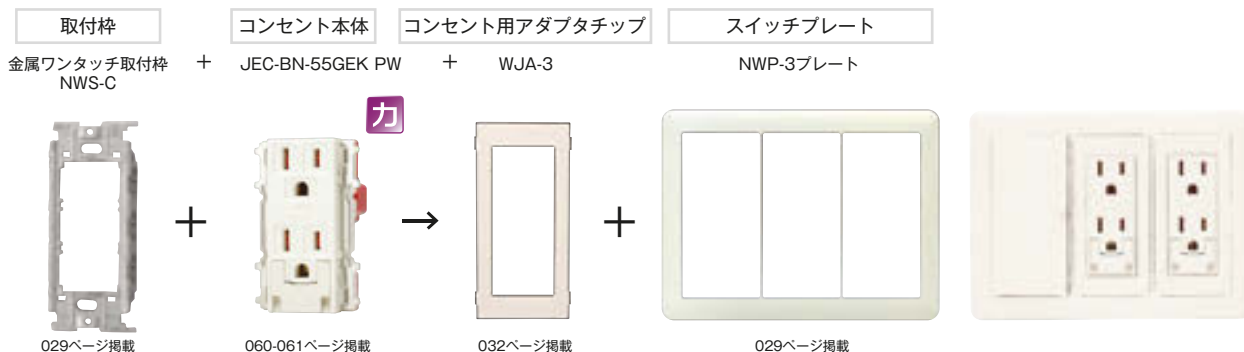 取付枠 コンセント本体 コンセント用アダプタチップ スイッチプレート
金属ワンタッチ取付枠 + JEC-BN-55GEK PW + WJA-3 NWP-3プレート
NWS-C
カ
+ → +
029ページ掲載 060-061ページ掲載 032ページ掲載 029ページ掲載